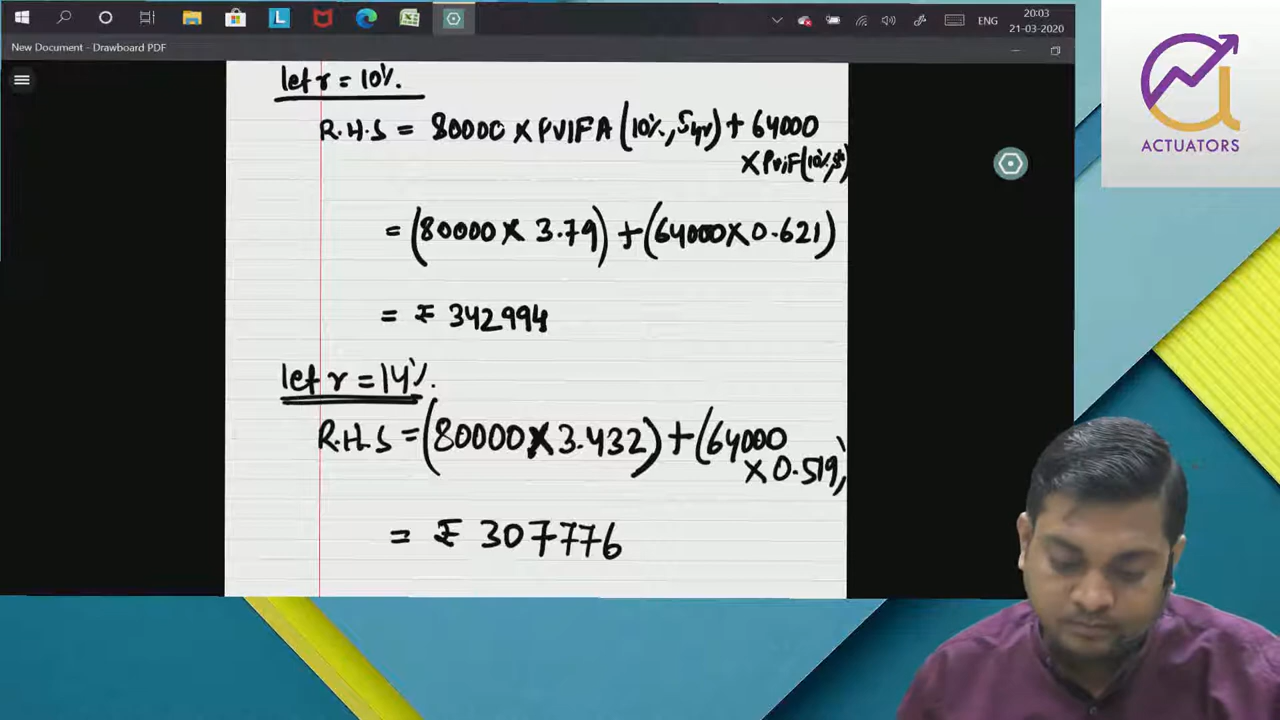 20:03
ENG
21-03-2020
New Document - Drawboard PDF
ACTUATORS
let r = 10%.
R.H.S = 80000 X PVIFA (10%, 5yr) + 64000
X PviF(10%, 5)
= (80000 X 3.79) + (64000 X 0.621)
= ₹ 342994
let r = 14%.
R.H.S = (80000 X 3.432) + (64000
X 0.519)
= ₹ 307776